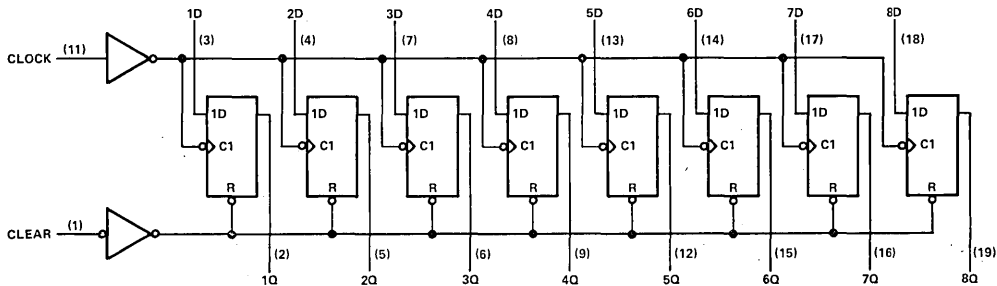 1D 2D 3D 4D 5D 6D 7D 8D
CLOCK (11) (3) (4) (7) (8) (13) (14) (17) (18)
1D 1D 1D 1D 1D 1D 1D 1D
C1 C1 C1 C1 C1 C1 C1 C1
R R R R R R R R
CLEAR (1)
(2) (5) (6) (9) (12) (15) (16) (19)
1Q 2Q 3Q 4Q 5Q 6Q 7Q 8Q